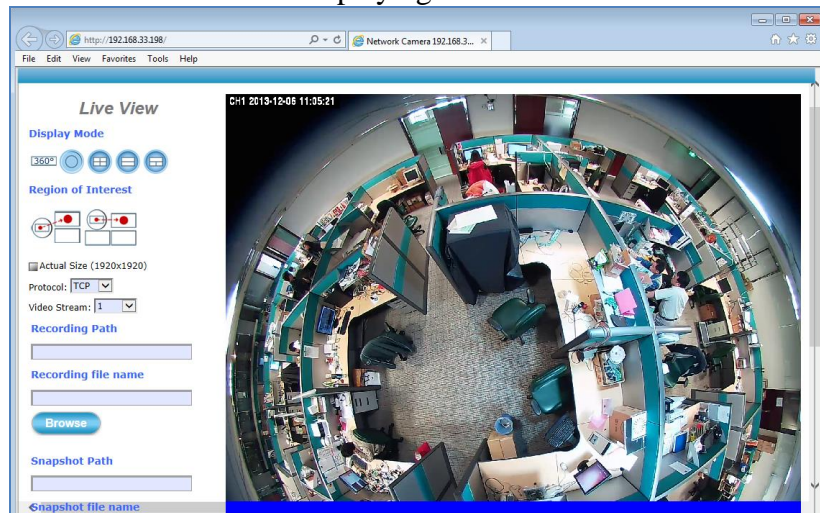 http://192.168.33.198/
Network Camera 192.168.3...
File Edit View Favorites Tools Help
Live View
CH1 2013-12-06 11:05:21
Display Mode
360°
Region of Interest
Actual Size (1920x1920)
Protocol: TCP
Video Stream: 1
Recording Path
Recording file name
Browse
Snapshot Path
Snapshot file name